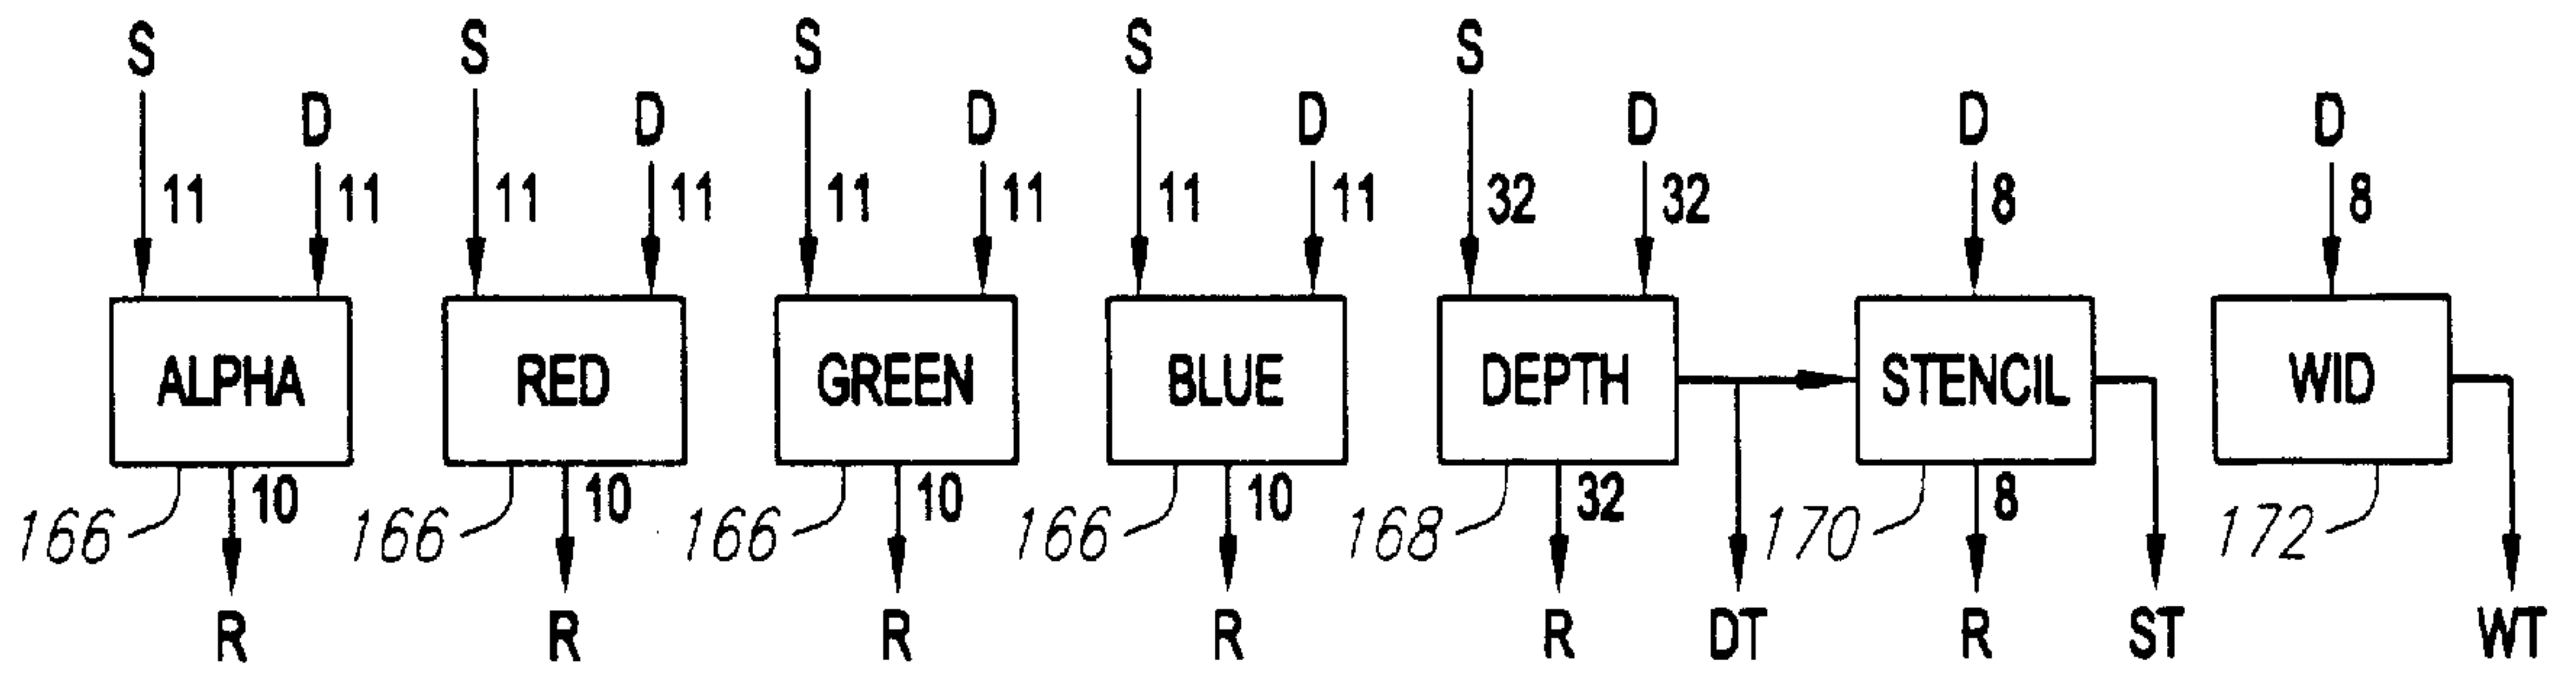 S S S S S
D D D D D D D
11 11 11 11 11 11 11 11 32 32 8 8
ALPHA RED GREEN BLUE DEPTH STENCIL WID
10 10 10 10 32 8
166 166 166 166 168 170 172
R R R R R DT R ST WT